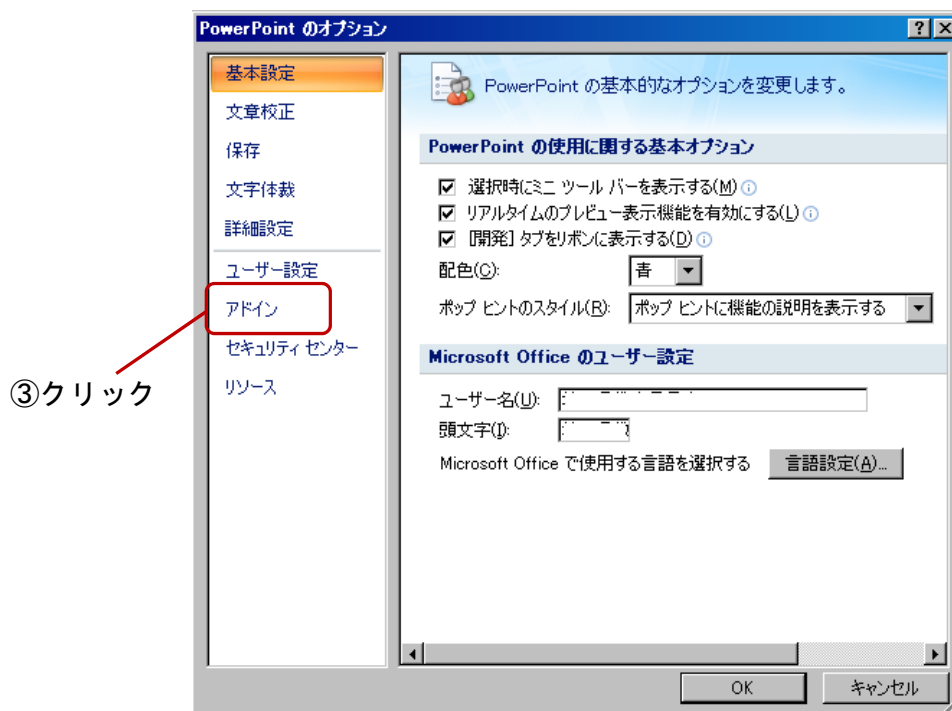 PowerPoint のオプション
基本設定
文章校正
保存
文字体裁
詳細設定
ユーザー設定
アドイン
セキュリティ センター
リソース
③クリック
PowerPoint の基本的なオプションを変更します。
PowerPoint の使用に関する基本オプション
選択時にミニ ツール バーを表示する(M)
リアルタイムのプレビュー表示機能を有効にする(L)
[開発] タブをリボンに表示する(D)
配色(C): 青
ポップ ヒントのスタイル(R): ポップ ヒントに機能の説明を表示する
Microsoft Office のユーザー設定
ユーザー名(U):
頭文字(I):
Microsoft Office で使用する言語を選択する 言語設定(A)...
OK キャンセル